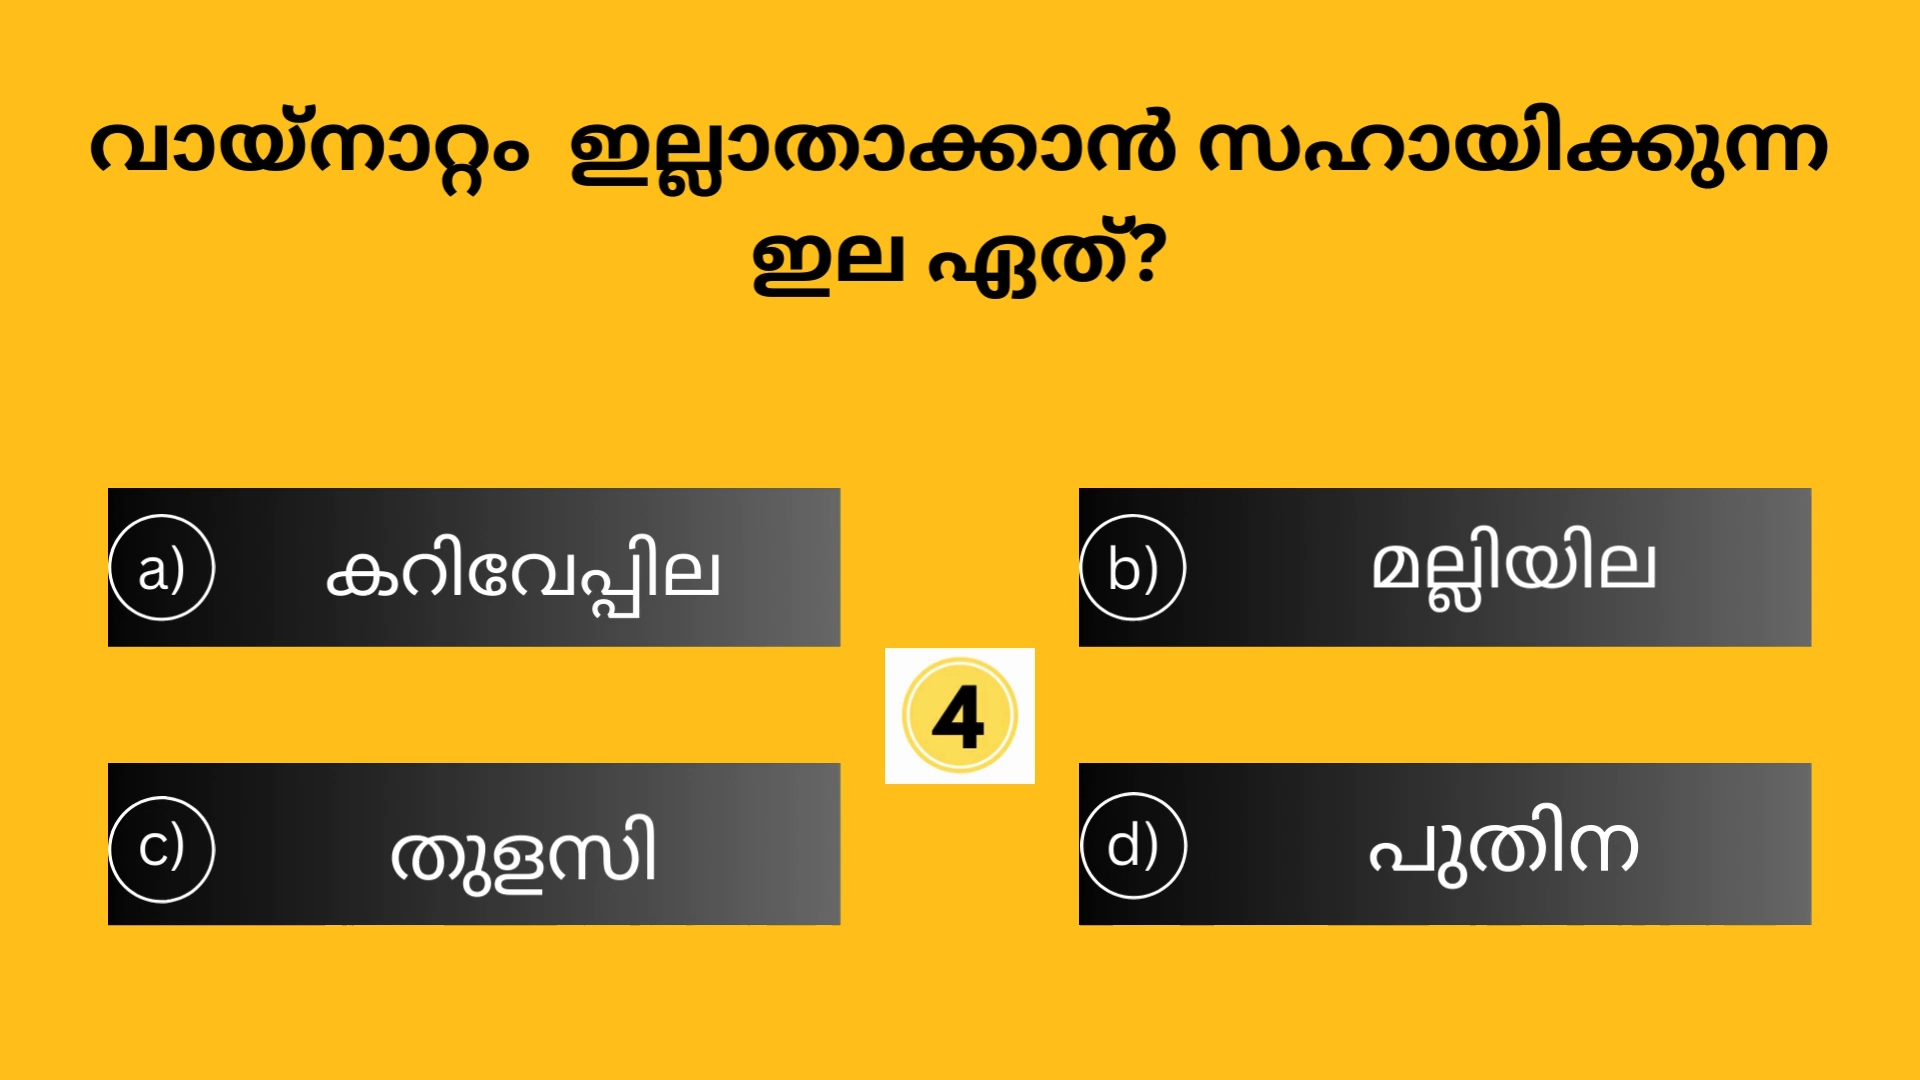 വായ്നാറ്റം ഇല്ലാതാക്കാൻ സഹായിക്കുന്ന
ഇല ഏത്?
a) കറിവേപ്പില
b) മല്ലിയില
4
c) തുളസി
d) പുതിന